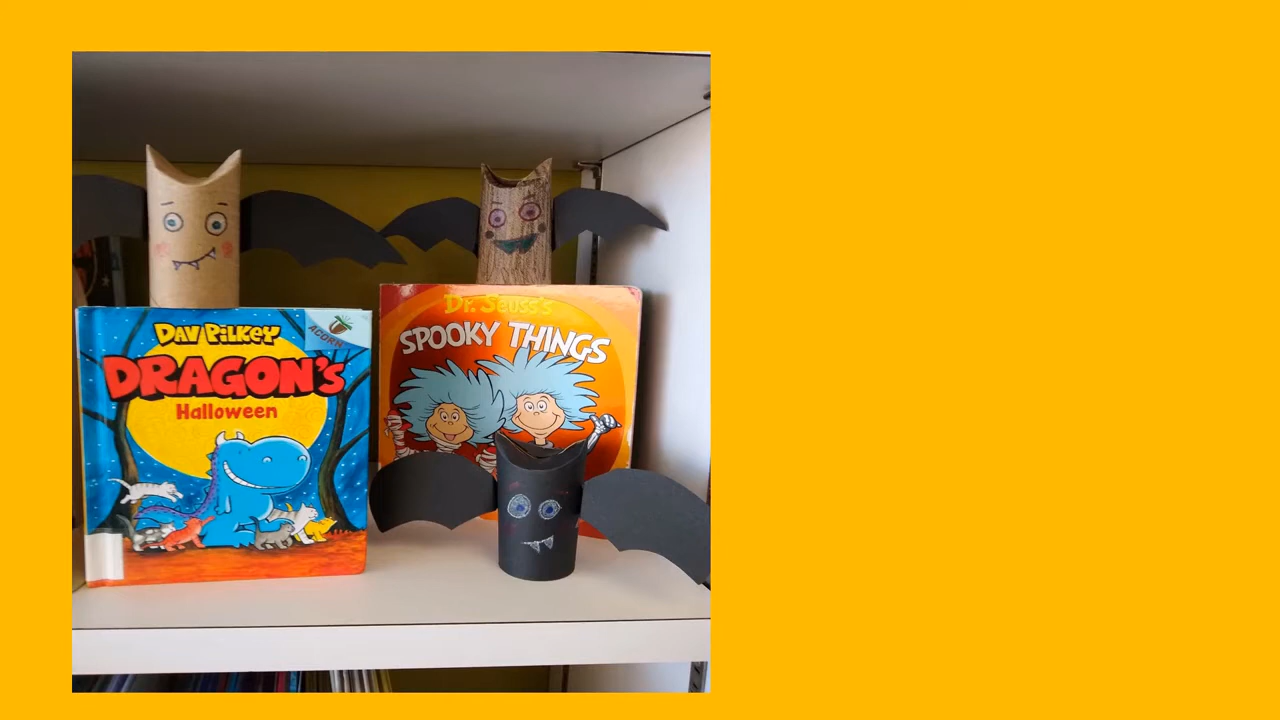 DAV PILKEY
ACORN
DRAGON'S
Halloween
Dr. Seuss's
SPOOKY THINGS